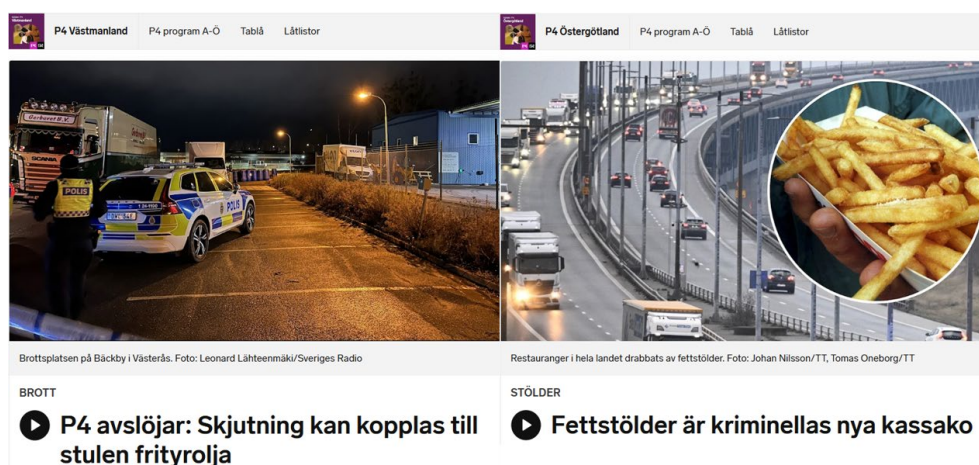 P4 Västmanland P4 program A-Ö Tablå Låtlistor
Gerbavet B.V.
SCANIA
POLIS
POLIS
Brottsplatsen på Bäckby i Västerås. Foto: Leonard Lähteenmäki/Sveriges Radio
BROTT
P4 avslöjar: Skjutning kan kopplas till
stulen frityrolja
P4 Östergötland P4 program A-Ö Tablå Låtlistor
Restauranger i hela landet drabbats av fettstölder. Foto: Johan Nilsson/TT, Tomas Oneborg/TT
STÖLDER
Fettstölder är kriminellas nya kassako